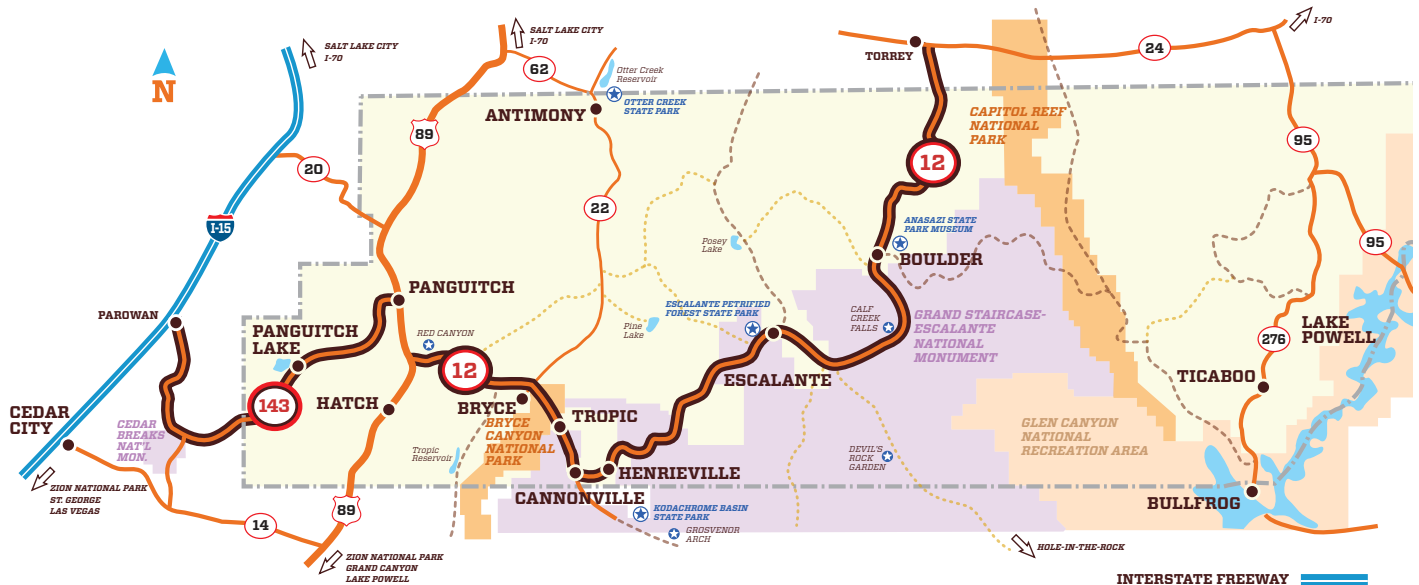 SALT LAKE CITY
I-70
SALT LAKE CITY
I-70
I-70
N
62
Otter Creek
Reservoir
OTTER CREEK
STATE PARK
ANTIMONY
TORREY
24
89
20
22
I-15
CAPITOL REEF
NATIONAL
PARK
12
95
95
ANASAZI STATE
PARK MUSEUM
BOULDER
Posey
Lake
PANGUITCH
PAROWAN
PANGUITCH
LAKE
RED CANYON
Pine
Lake
ESCALANTE PETRIFIED
FOREST STATE PARK
CALF
CREEK
FALLS
GRAND STAIRCASE-
ESCALANTE
NATIONAL
MONUMENT
LAKE
POWELL
276
TICABOO
12
143
HATCH
BRYCE
BRYCE
CANYON
NATIONAL
PARK
TROPIC
ESCALANTE
CEDAR
CITY
CEDAR
BREAKS
NAT'L
MON.
Tropic
Reservoir
HENRIEVILLE
CANNONVILLE
DEVIL'S
ROCK
GARDEN
GLEN CANYON
NATIONAL
RECREATION AREA
BULLFROG
ZION NATIONAL PARK
ST. GEORGE
LAS VEGAS
14
89
KODACHROME BASIN
STATE PARK
GROSVENOR
ARCH
HOLE-IN-THE-ROCK
ZION NATIONAL PARK
GRAND CANYON
LAKE POWELL
INTERSTATE FREEWAY